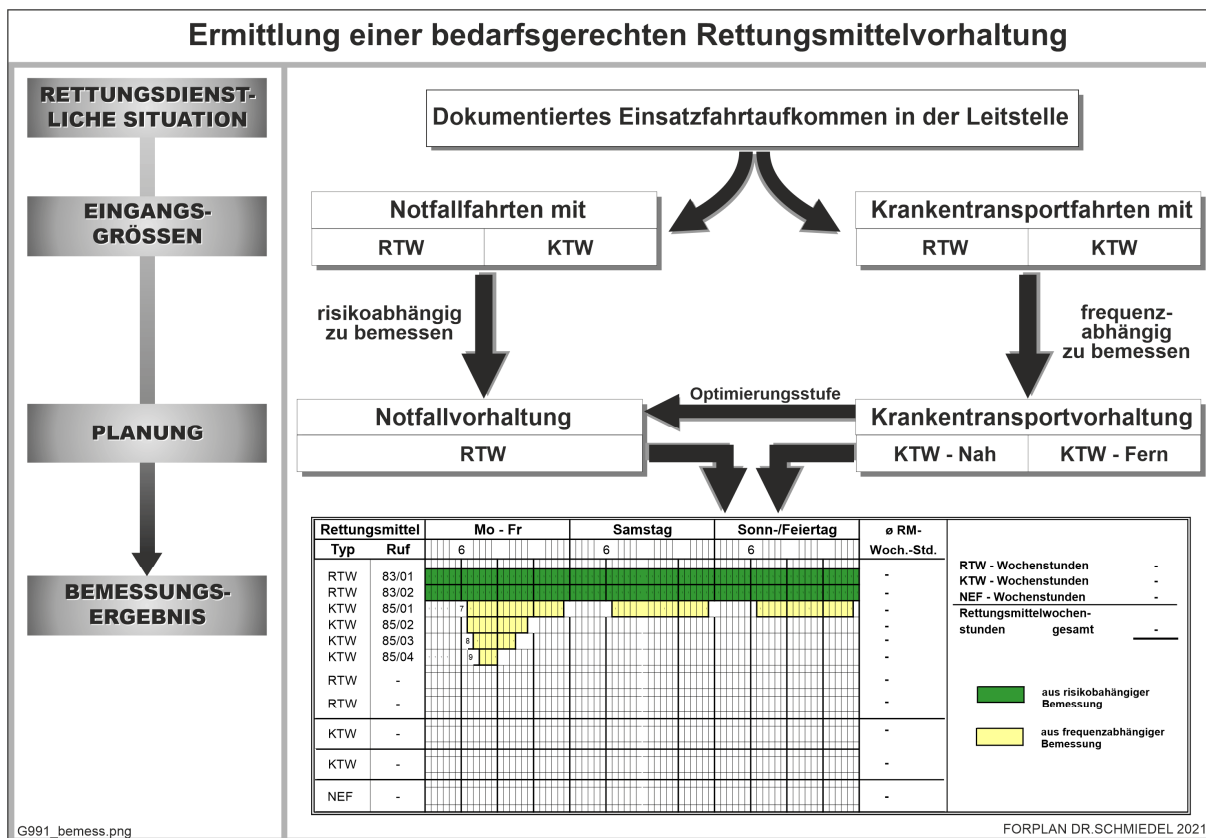 Ermittlung einer bedarfsgerechten Rettungsmittelvorhaltung
RETTUNGSDIENST-
LICHE SITUATION
EINGANGS-
GRÖSSEN
PLANUNG
BEMESSUNGS-
ERGEBNIS
Dokumentiertes Einsatzfahrtaufkommen in der Leitstelle
Notfallfahrten mit
RTW KTW
Krankentransportfahrten mit
RTW KTW
risikoabhängig
zu bemessen
frequenz-
abhängig
zu bemessen
Optimierungsstufe
Notfallvorhaltung
RTW
Krankentransportvorhaltung
KTW - Nah KTW - Fern
Rettungsmittel Mo - Fr Samstag Sonn-/Feiertag ø RM-
Typ Ruf 6 6 6 Woch.-Std.
RTW 83/01 -
RTW 83/02 -
KTW 85/01 7 -
KTW 85/02 -
KTW 85/03 8 -
KTW 85/04 9 -
RTW - -
RTW - -
KTW - -
KTW - -
NEF - -
RTW - Wochenstunden -
KTW - Wochenstunden -
NEF - Wochenstunden -
Rettungsmittelwochen-
stunden gesamt -
aus risikobahängiger
Bemessung
aus frequenzabhängiger
Bemessung
G991_bemess.png
FORPLAN DR.SCHMIEDEL 2021